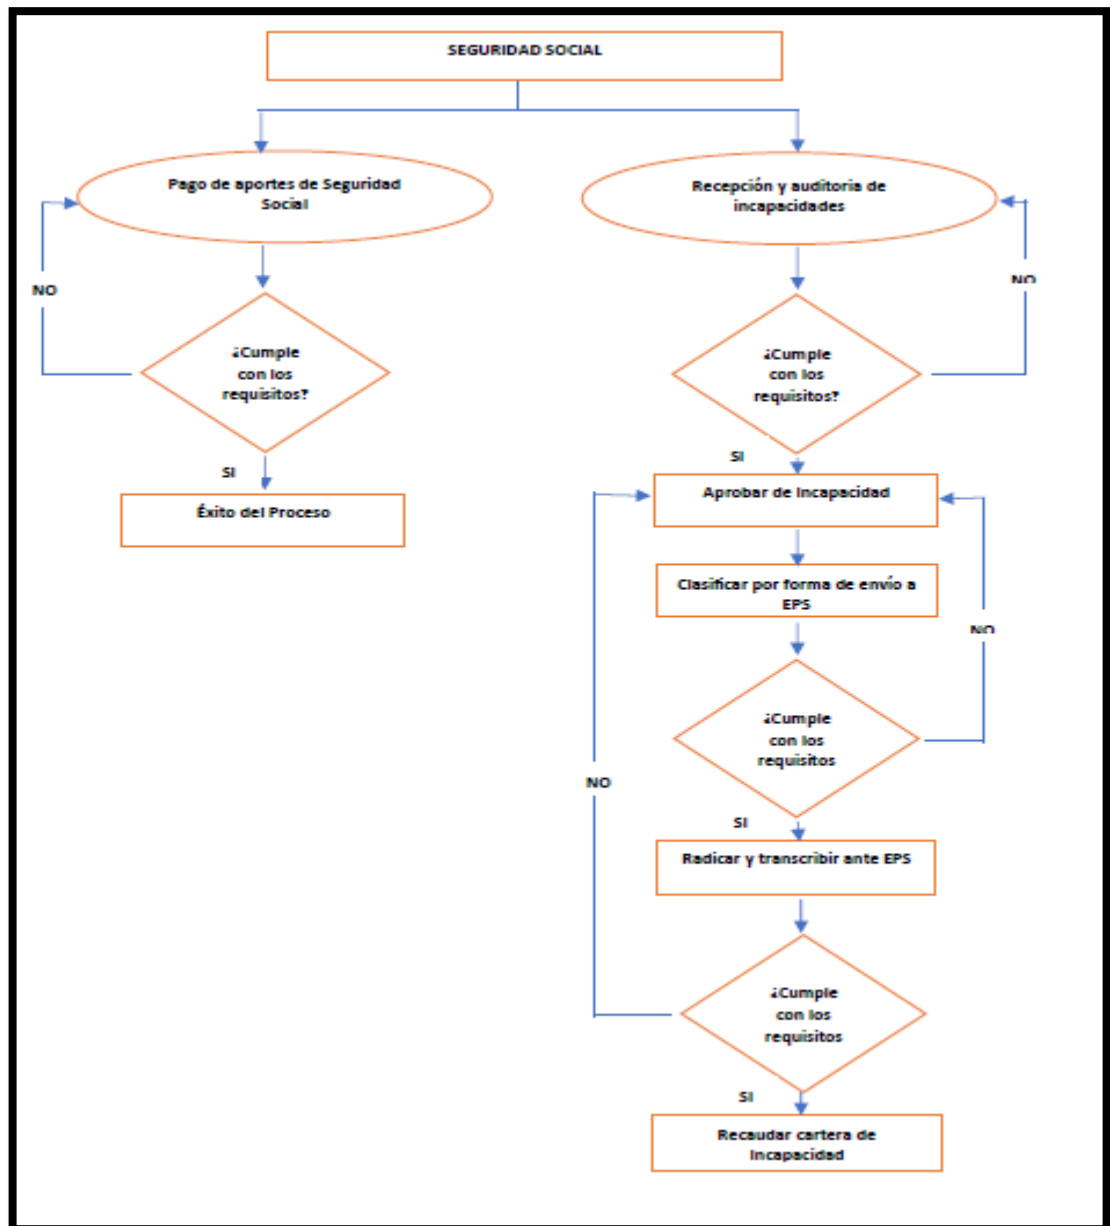 SEGURIDAD SOCIAL
Pago de aportes de Seguridad
Social
Recepción y auditoria de
incapacidades
NO
NO
¿Cumple
con los
requisitos?
¿Cumple
con los
requisitos?
SI
SI
Éxito del Proceso
Aprobar de Incapacidad
Clasificar por forma de envío a
EPS
NO
¿Cumple
con los
requisitos
NO
SI
Radicar y transcribir ante EPS
¿Cumple
con los
requisitos
SI
Recaudar cartera de
Incapacidad